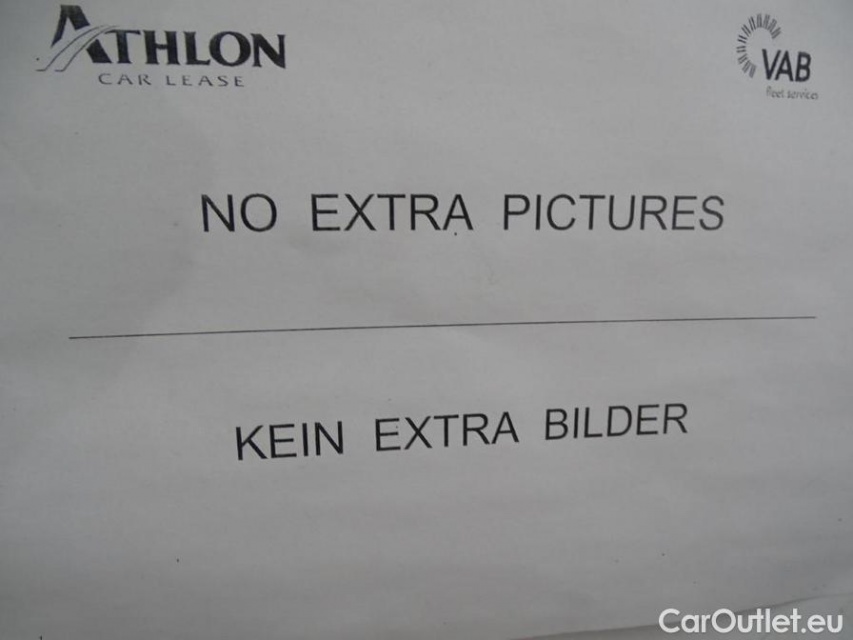 ATHLON
CAR LEASE
VAB
fleet services
NO EXTRA PICTURES
KEIN EXTRA BILDER
CarOutlet.eu